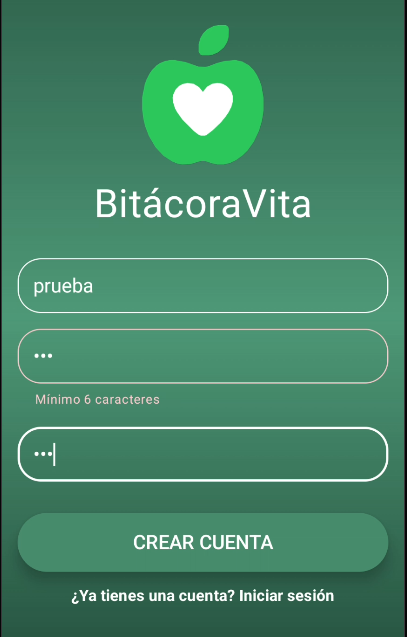 BitácoraVita
prueba
•••
Mínimo 6 caracteres
•••
CREAR CUENTA
¿Ya tienes una cuenta? Iniciar sesión